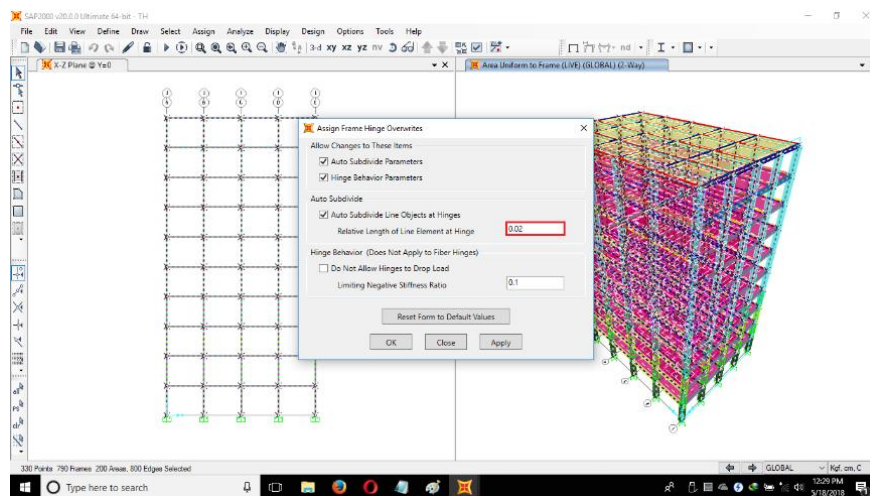 SAP2000 v20.0.0 Ultimate 64-bit - TH
File Edit View Define Draw Select Assign Analyze Display Design Options Tools Help
3-d xy xz yz nv nd
X-Z Plane @ Y=0
Area Uniform to Frame (LIVE) (GLOBAL) (2-Way)
Assign Frame Hinge Overwrites
Allow Changes to These Items
Auto Subdivide Parameters
Hinge Behavior Parameters
Auto Subdivide
Auto Subdivide Line Objects at Hinges
Relative Length of Line Element at Hinge 0.02
Hinge Behavior (Does Not Apply to Fiber Hinges)
Do Not Allow Hinges to Drop Load
Limiting Negative Stiffness Ratio 0.1
Reset Form to Default Values
OK Close Apply
330 Points 790 Frames 200 Areas, 800 Edges Selected
GLOBAL Kgf, cm, C
Type here to search
12:29 PM
5/18/2018